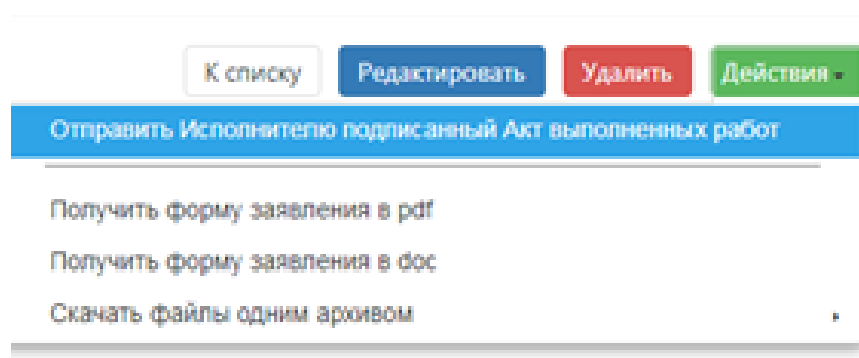 К списку Редактировать Удалить Действия
Отправить Исполнителю подписанный Акт выполненных работ
Получить форму заявления в pdf
Получить форму заявления в doc
Скачать файлы одним архивом